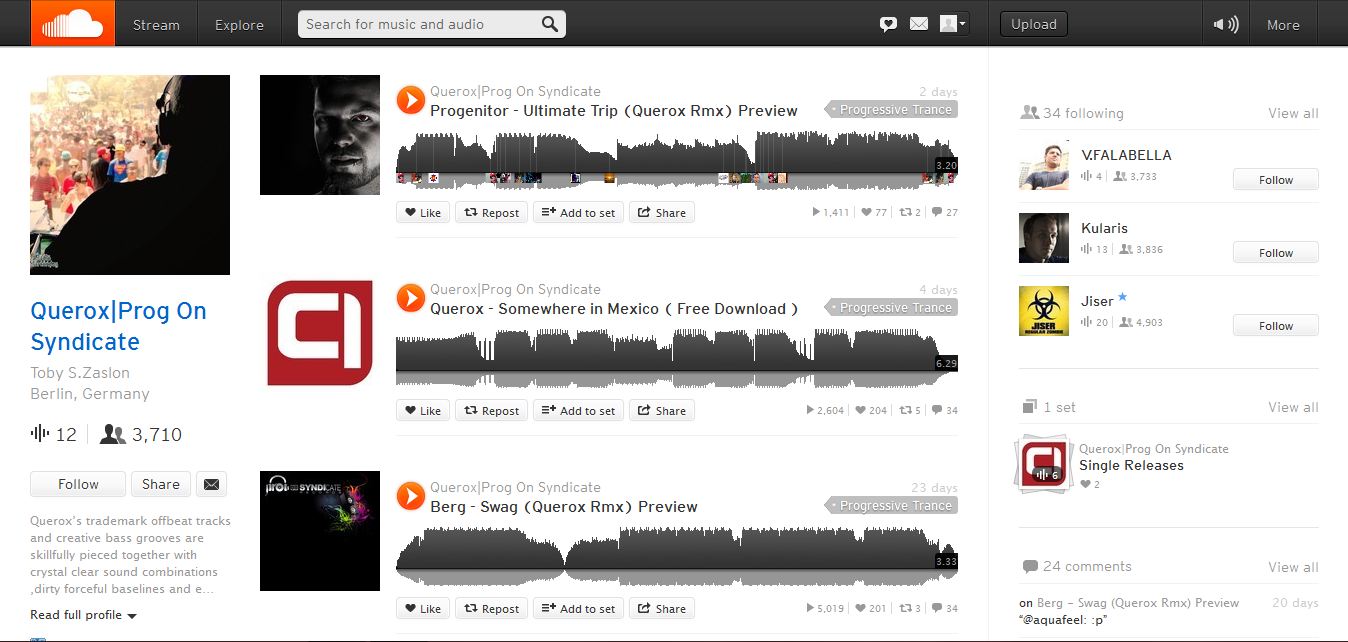 Stream
Explore
Search for music and audio
Upload
More
Querox|Prog On
Syndicate
Toby S.Zaslon
Berlin, Germany
12
3,710
Follow
Share
Querox's trademark offbeat tracks
and creative bass grooves are
skillfully pieced together with
crystal clear sound combinations
,dirty forceful baselines and e...
Read full profile
Querox|Prog On Syndicate
2 days
Progenitor - Ultimate Trip (Querox Rmx) Preview
Progressive Trance
3.20
Like
Repost
Add to set
Share
1,411
77
2
27
Querox|Prog On Syndicate
4 days
Querox - Somewhere in Mexico ( Free Download )
Progressive Trance
6.29
Like
Repost
Add to set
Share
2,604
204
5
34
SYNDICATE
Querox|Prog On Syndicate
23 days
Berg - Swag (Querox Rmx) Preview
Progressive Trance
3.33
Like
Repost
Add to set
Share
5,019
201
3
34
34 following
View all
V.FALABELLA
4
3,733
Follow
Kularis
13
3,836
Follow
JISER
REGULAR ZOMBIE
Jiser
20
4,903
Follow
1 set
View all
6
Querox|Prog On Syndicate
Single Releases
2
24 comments
View all
on Berg – Swag (Querox Rmx) Preview
20 days
“@aquafeel: :p”